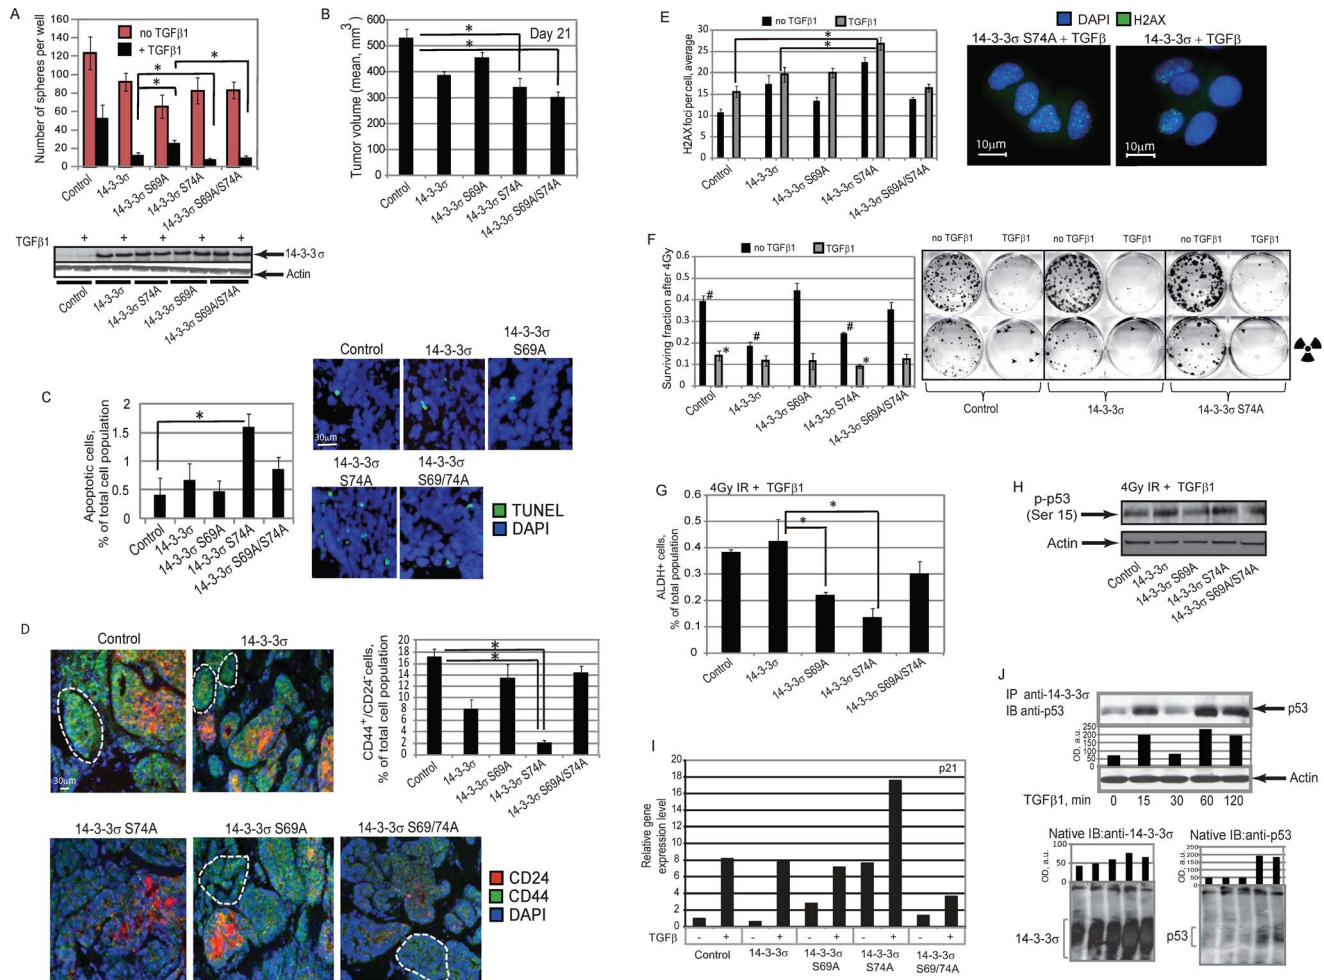 A
Number of spheres per well
160
140
120
100
80
60
40
20
0
no TGFβ1
+ TGFβ1
*
*
*
Control
14-3-3σ
14-3-3σ S69A
14-3-3σ S74A
14-3-3σ S69A/S74A
TGFβ1 + + + + +
14-3-3 σ
Actin
Control
14-3-3σ
14-3-3σ S74A
14-3-3σ S69A
14-3-3σ S69A/S74A
B
Tumor volume (mean, mm3)
600
500
400
300
200
100
0
Day 21
*
*
Control
14-3-3σ
14-3-3σ S69A
14-3-3σ S74A
14-3-3σ S69A/S74A
C
Apoptotic cells,
% of total cell population
2
1.5
1
0.5
0
*
Control
14-3-3σ
14-3-3σ S69A
14-3-3σ S74A
14-3-3σ S69A/S74A
Control
14-3-3σ
14-3-3σ
S69A
30μm
14-3-3σ
S74A
14-3-3σ
S69/74A
TUNEL
DAPI
D
Control
14-3-3σ
30μm
CD44+/CD24-cells,
% of total cell population
20
18
16
14
12
10
8
6
4
2
0
*
*
Control
14-3-3σ
14-3-3σ S69A
14-3-3σ S74A
14-3-3σ S69A/S74A
14-3-3σ S74A
14-3-3σ S69A
14-3-3σ S69/74A
CD24
CD44
DAPI
E
no TGFβ1
TGFβ1
H2AX foci per cell, average
30
25
20
15
10
5
0
*
*
Control
14-3-3σ
14-3-3σ S69A
14-3-3σ S74A
14-3-3σ S69A/S74A
DAPI
H2AX
14-3-3σ S74A + TGFβ
14-3-3σ + TGFβ
10μm
10μm
F
no TGFβ1
TGFβ1
Surviving fraction after 4Gy
0.6
0.5
0.4
0.3
0.2
0.1
0
#
*
#
#
*
Control
14-3-3σ
14-3-3σ S69A
14-3-3σ S74A
14-3-3σ S69A/S74A
no TGFβ1 TGFβ1 no TGFβ1 TGFβ1 no TGFβ1 TGFβ1
Control
14-3-3σ
14-3-3σ S74A
G
4Gy IR + TGFβ1
ALDH+ cells,
% of total population
0.6
0.5
0.4
0.3
0.2
0.1
0
*
*
Control
14-3-3σ
14-3-3σ S69A
14-3-3σ S74A
14-3-3σ S69A/S74A
H
4Gy IR + TGFβ1
p-p53
(Ser 15)
Actin
Control
14-3-3σ
14-3-3σ S69A
14-3-3σ S74A
14-3-3σ S69A/S74A
I
Relative gene
expression level
20
18
16
14
12
10
8
6
4
2
0
p21
TGFβ - + - + - + - + - +
Control
14-3-3σ
14-3-3σ
S69A
14-3-3σ
S74A
14-3-3σ
S69/74A
J
IP anti-14-3-3σ
IB anti-p53
p53
OD, a.u.
250
200
150
100
50
0
Actin
TGFβ1, min 0 15 30 60 120
Native IB:anti-14-3-3σ
OD, a.u.
100
50
0
14-3-3σ
Native IB:anti-p53
OD, a.u.
250
200
150
100
50
0
p53